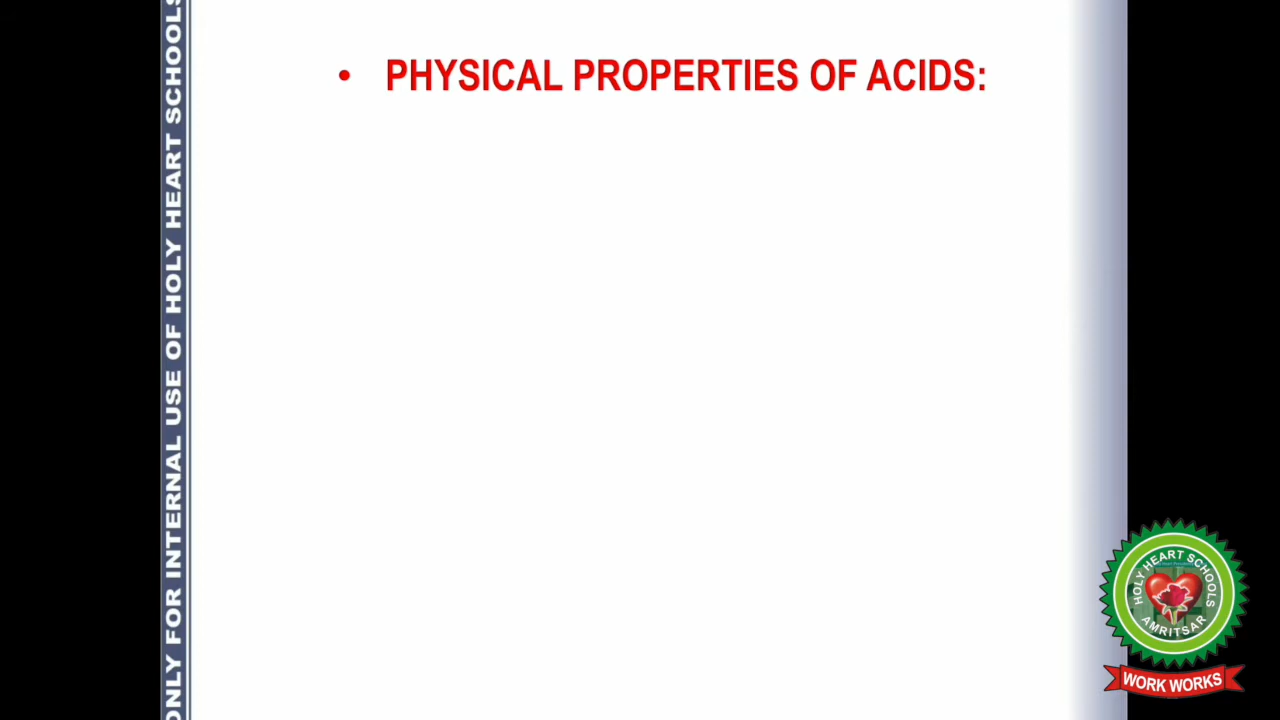 • PHYSICAL PROPERTIES OF ACIDS:
ONLY FOR INTERNAL USE OF HOLY HEART SCHOOLS
HOLY HEART SCHOOLS
AMRITSAR
WORK WORKS